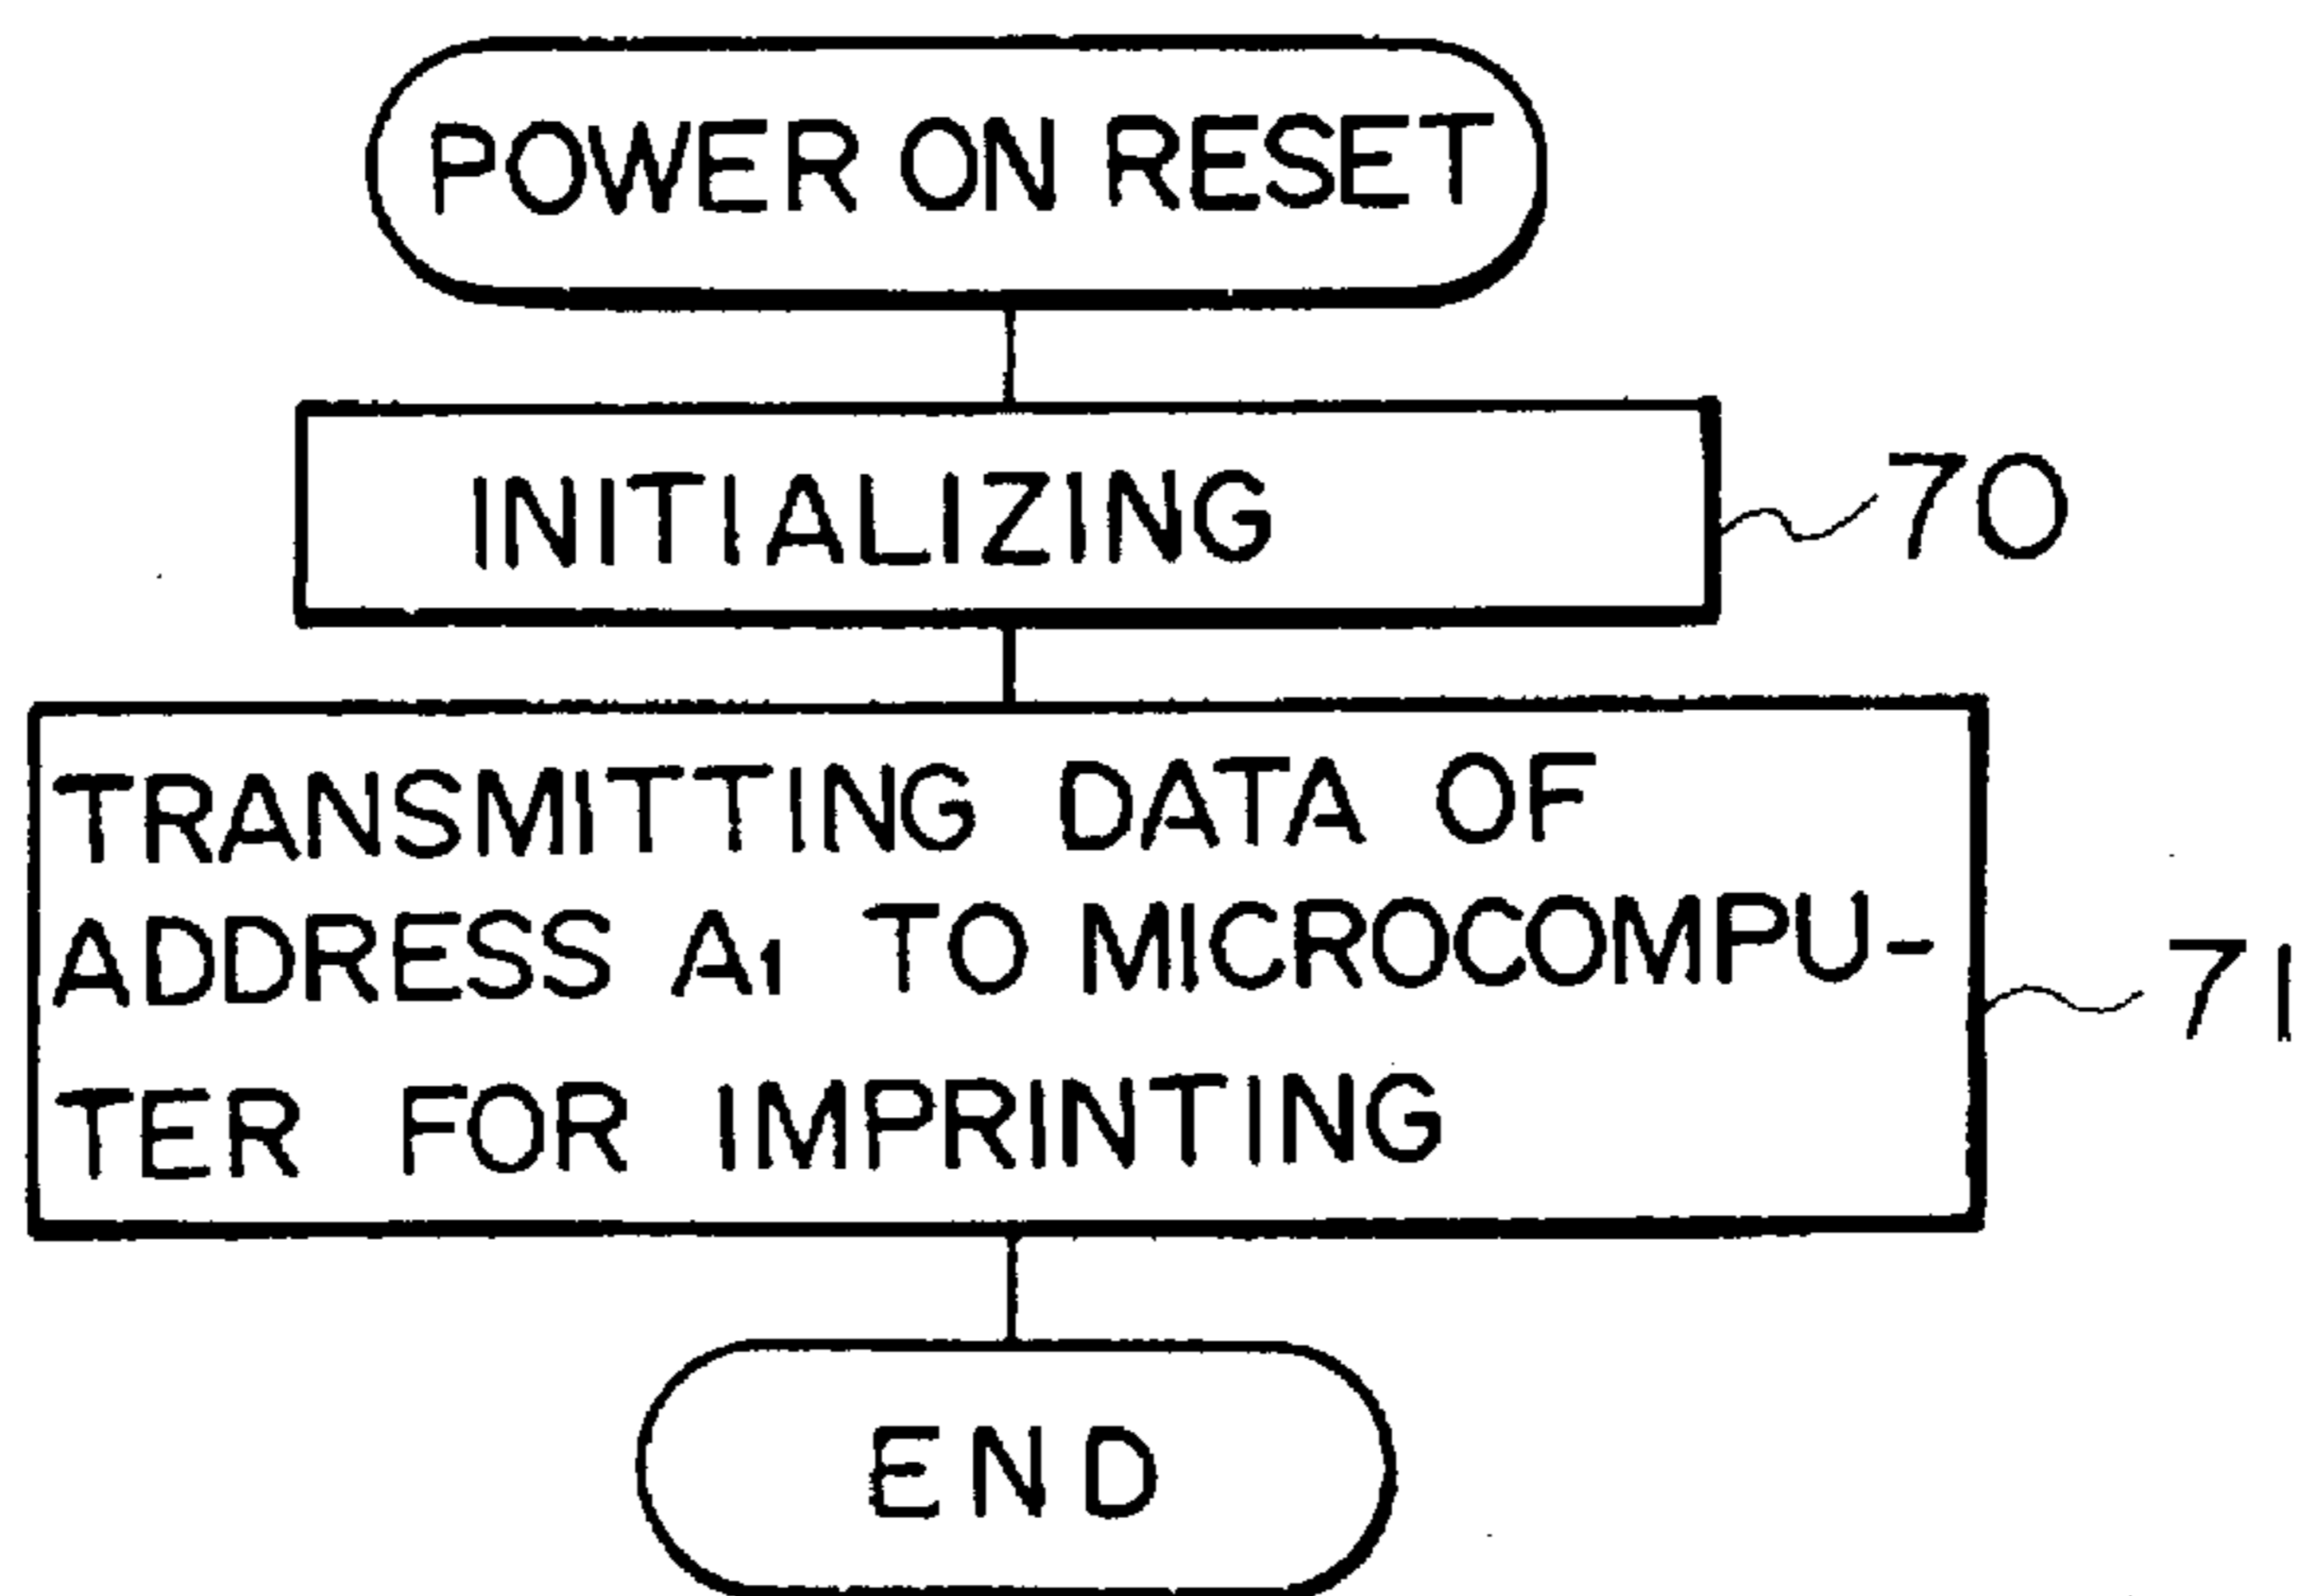 POWER ON RESET
INITIALIZING
70
TRANSMITTING DATA OF
ADDRESS A1 TO MICROCOMPU-
TER FOR IMPRINTING
71
END